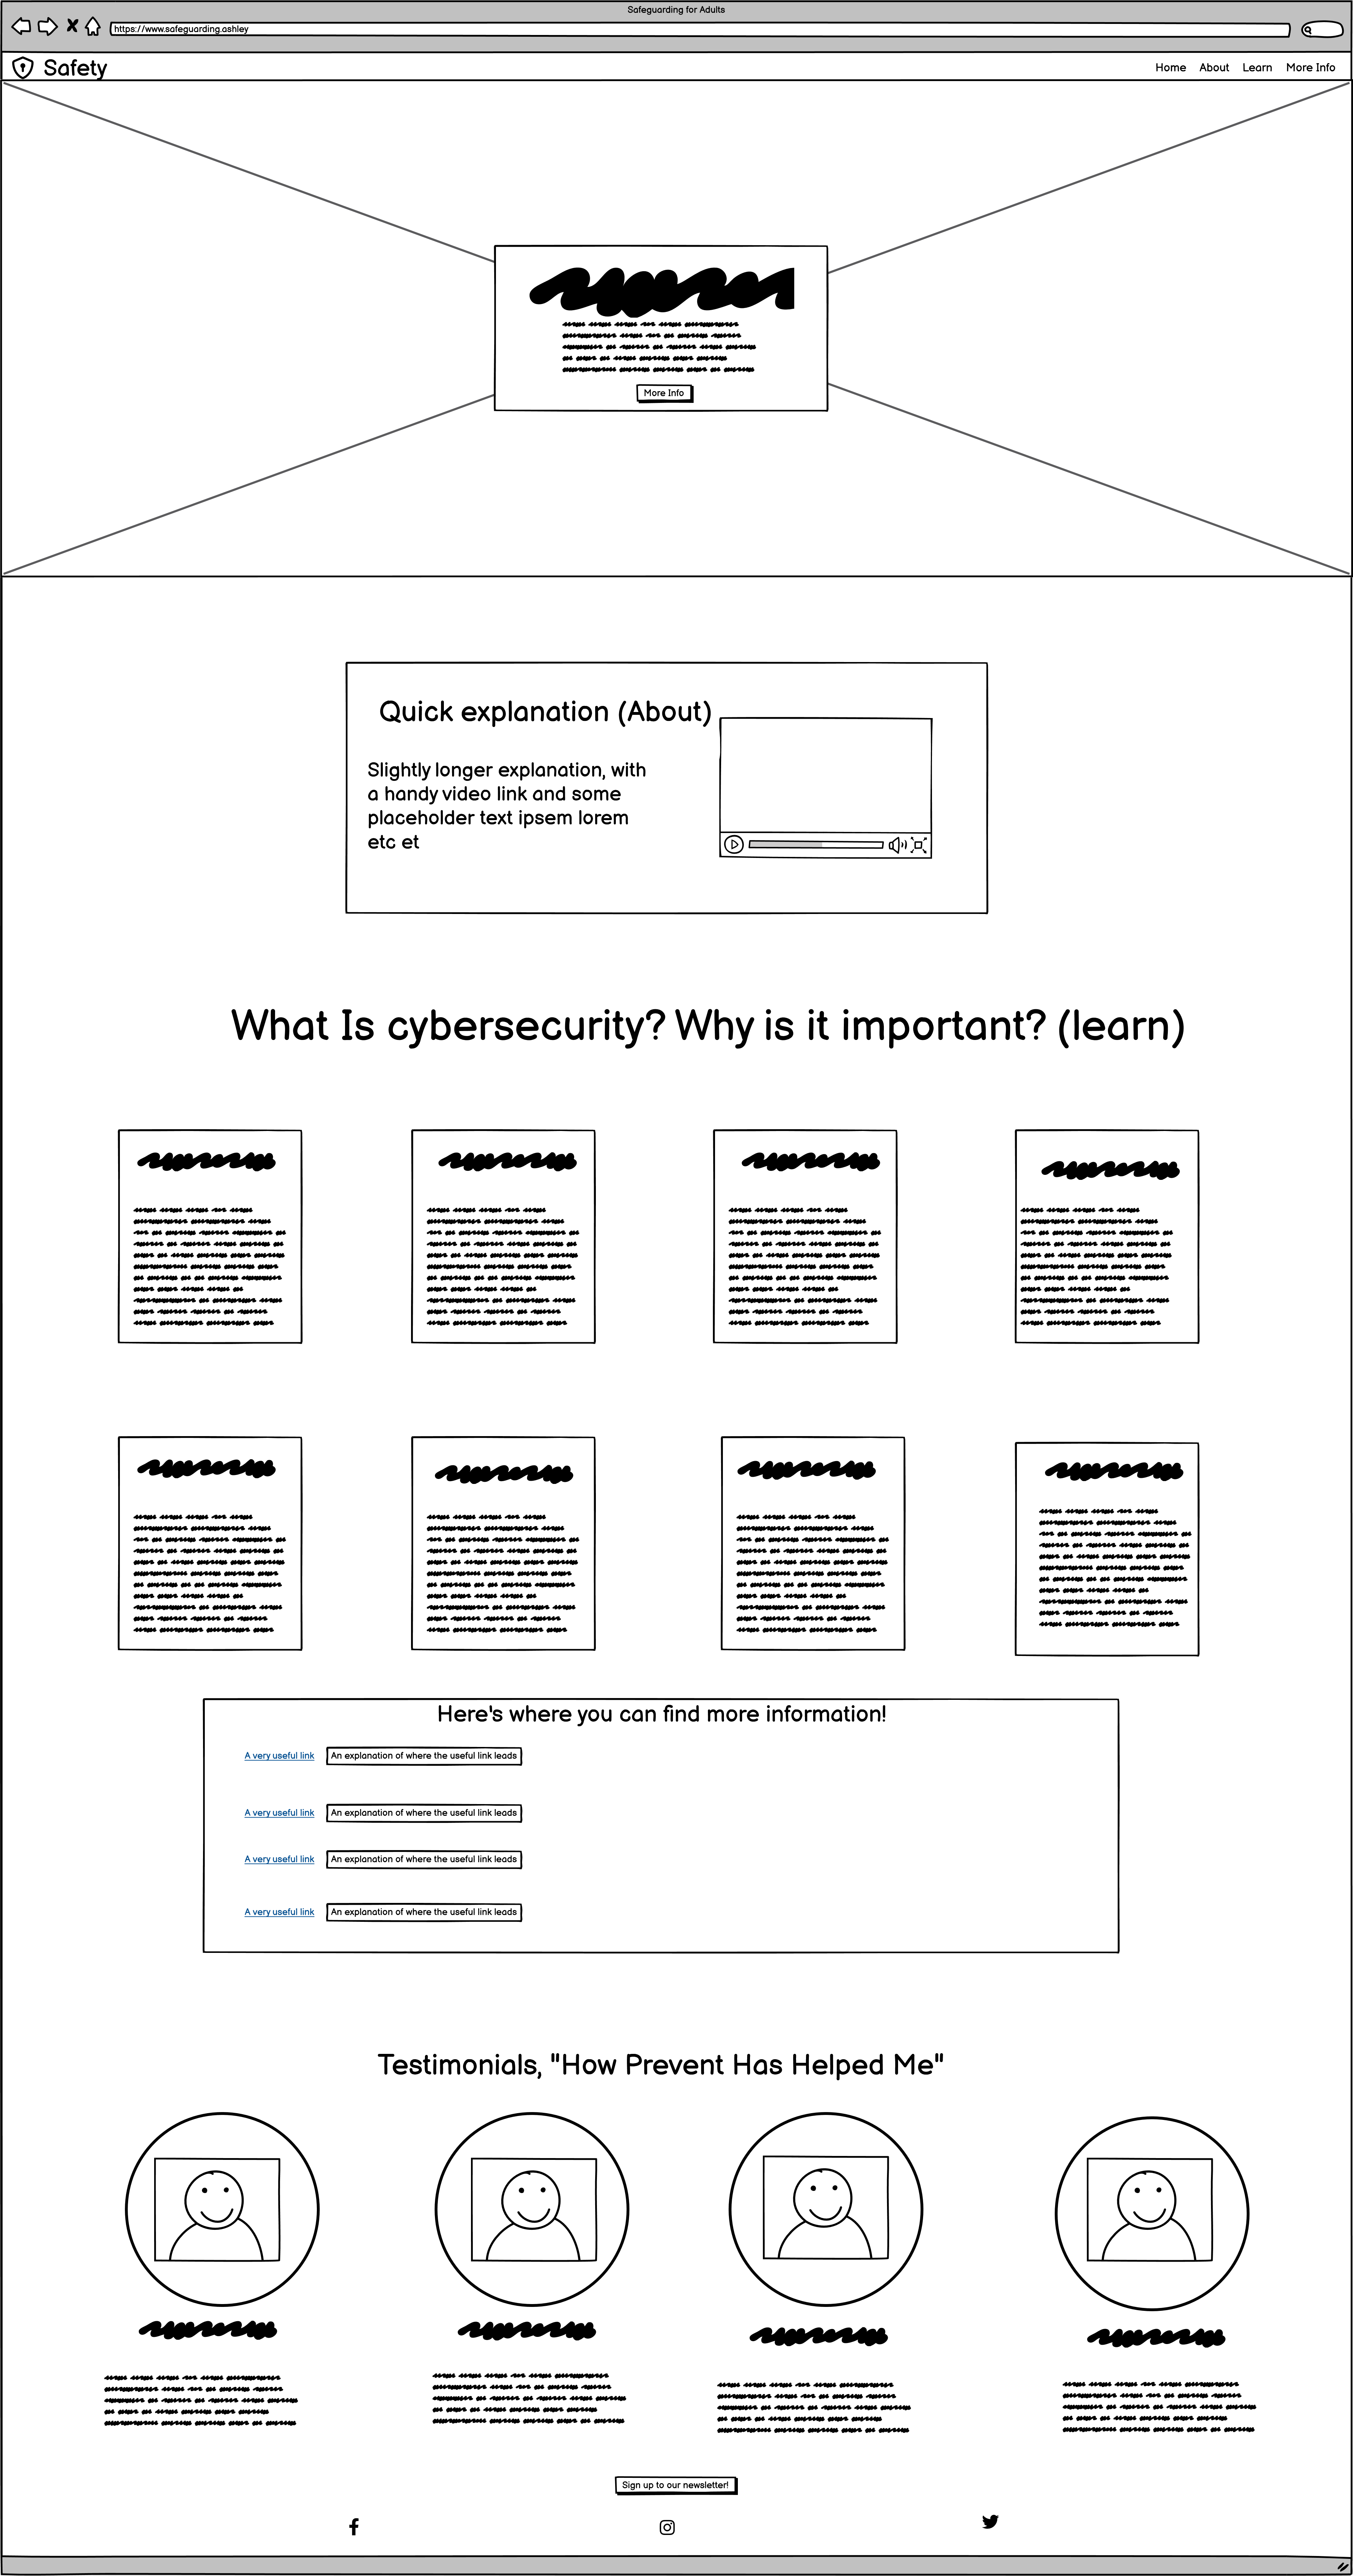 Safeguarding for Adults
https://www.safeguarding.ashley
Safety
Home About Learn More Info
More Info
Quick explanation (About)
Slightly longer explanation, with
a handy video link and some
placeholder text ipsem lorem
etc et
What Is cybersecurity? Why is it important? (learn)
Here's where you can find more information!
A very useful link An explanation of where the useful link leads
A very useful link An explanation of where the useful link leads
A very useful link An explanation of where the useful link leads
A very useful link An explanation of where the useful link leads
Testimonials, "How Prevent Has Helped Me"
Sign up to our newsletter!